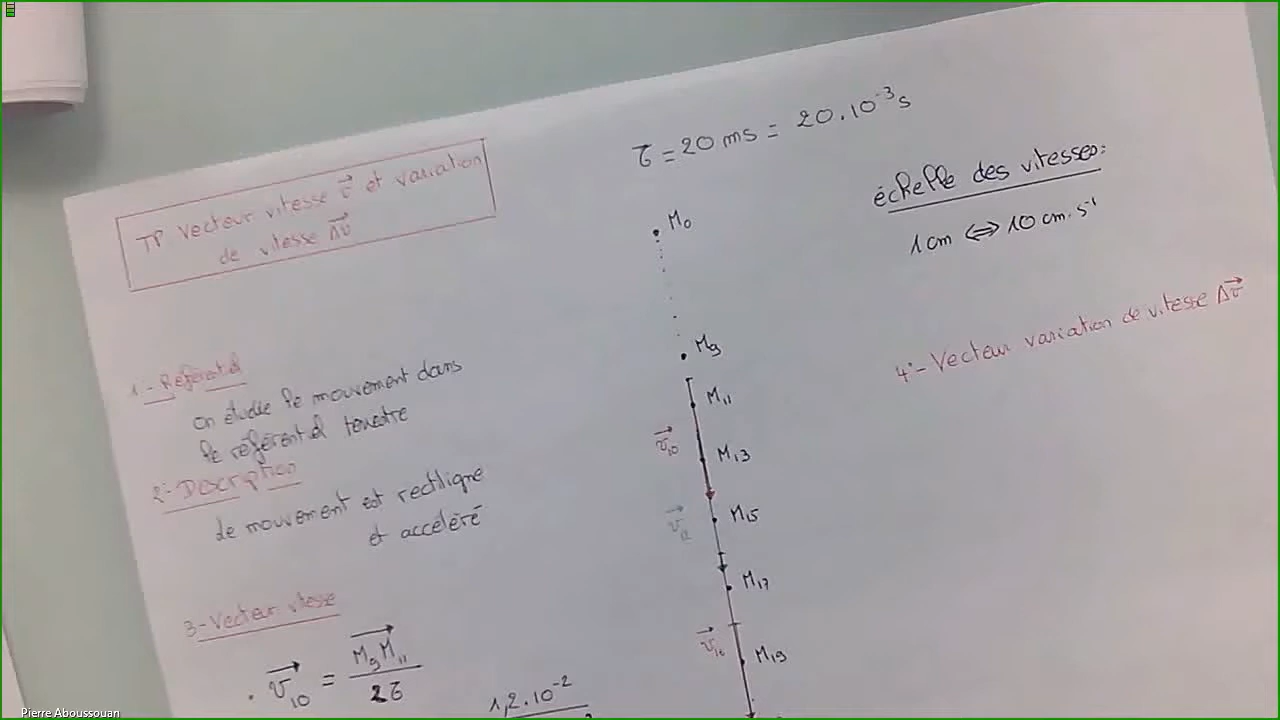 TP Vecteur vitesse v⃗ et variation
de vitesse Δv⃗
1°- Référentiel
on étudie le mouvement dans
le référentiel terrestre
2°- Description
Le mouvement est rectiligne
et accéléré
3- Vecteur vitesse
. v⃗₁₀ = M₉M₁₁ / 2τ
1,2.10⁻²
τ = 20 ms = 20.10⁻³ s
M₀
M₉
M₁₁
v⃗₁₀
M₁₃
M₁₅
v⃗₁₂
M₁₇
v⃗₁₆
M₁₉
échelle des vitesses:
1 cm ⇔ 10 cm.s⁻¹
4°- Vecteur variation de vitesse Δv⃗
Pierre Aboussouan